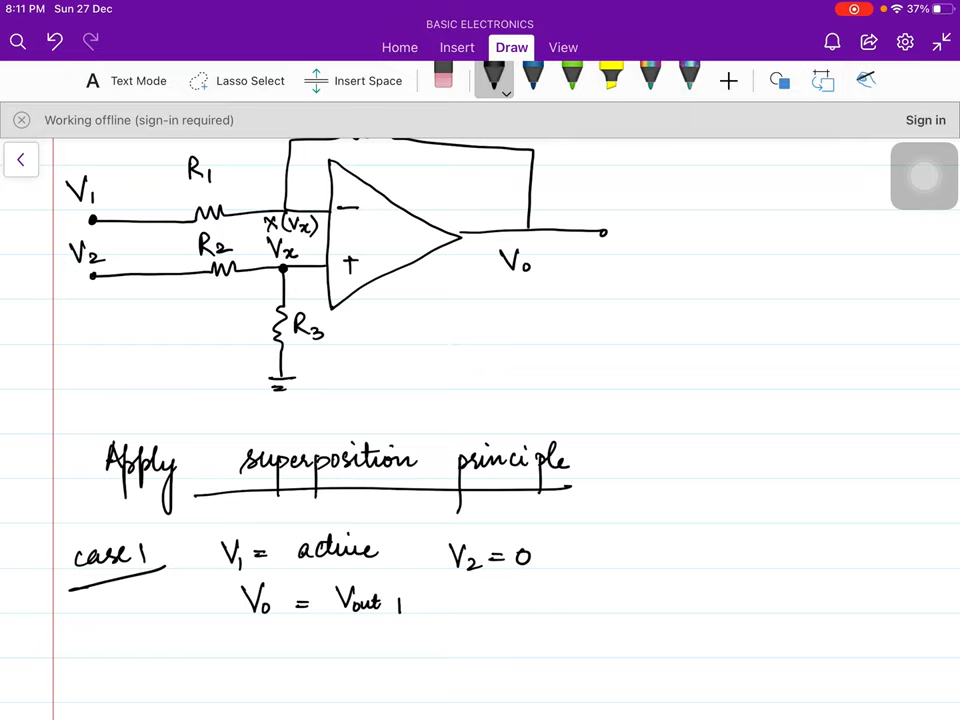 8:11 PM Sun 27 Dec
37%
BASIC ELECTRONICS
Home Insert Draw View
A Text Mode Lasso Select Insert Space
Working offline (sign-in required) Sign in
R1
V1
−
X(Vx)
V2 R2 Vx
+
Vo
R3
Apply superposition principle
case 1 V1 = active V2 = 0
Vo = Vout 1